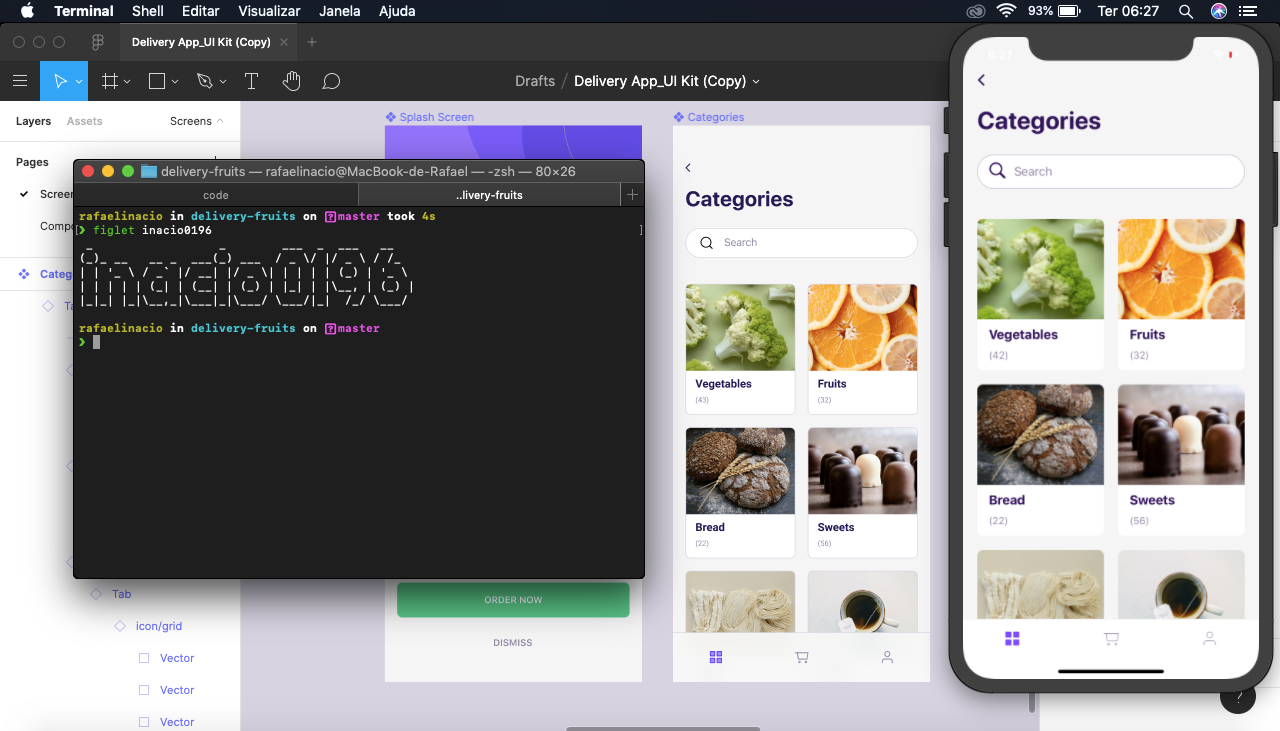 Terminal Shell Editar Visualizar Janela Ajuda 93% Ter 06:27
Delivery App_UI Kit (Copy)
Drafts / Delivery App_UI Kit (Copy)
Layers Assets Screens
Pages
Screen
Compo
Categ
Ta
Tab
icon/grid
Vector
Vector
Vector
Splash Screen
ORDER NOW
DISMISS
delivery-fruits — rafaelinacio@MacBook-de-Rafael — -zsh — 80×26
code ..livery-fruits
rafaelinacio in delivery-fruits on master took 4s
❯ figlet inacio0196
inacio0196
rafaelinacio in delivery-fruits on master
❯
Categories
Categories
Search
Vegetables Fruits
(43) (32)
Bread Sweets
(22) (56)
Categories
Search
Vegetables Fruits
(42) (32)
Bread Sweets
(22) (56)
?